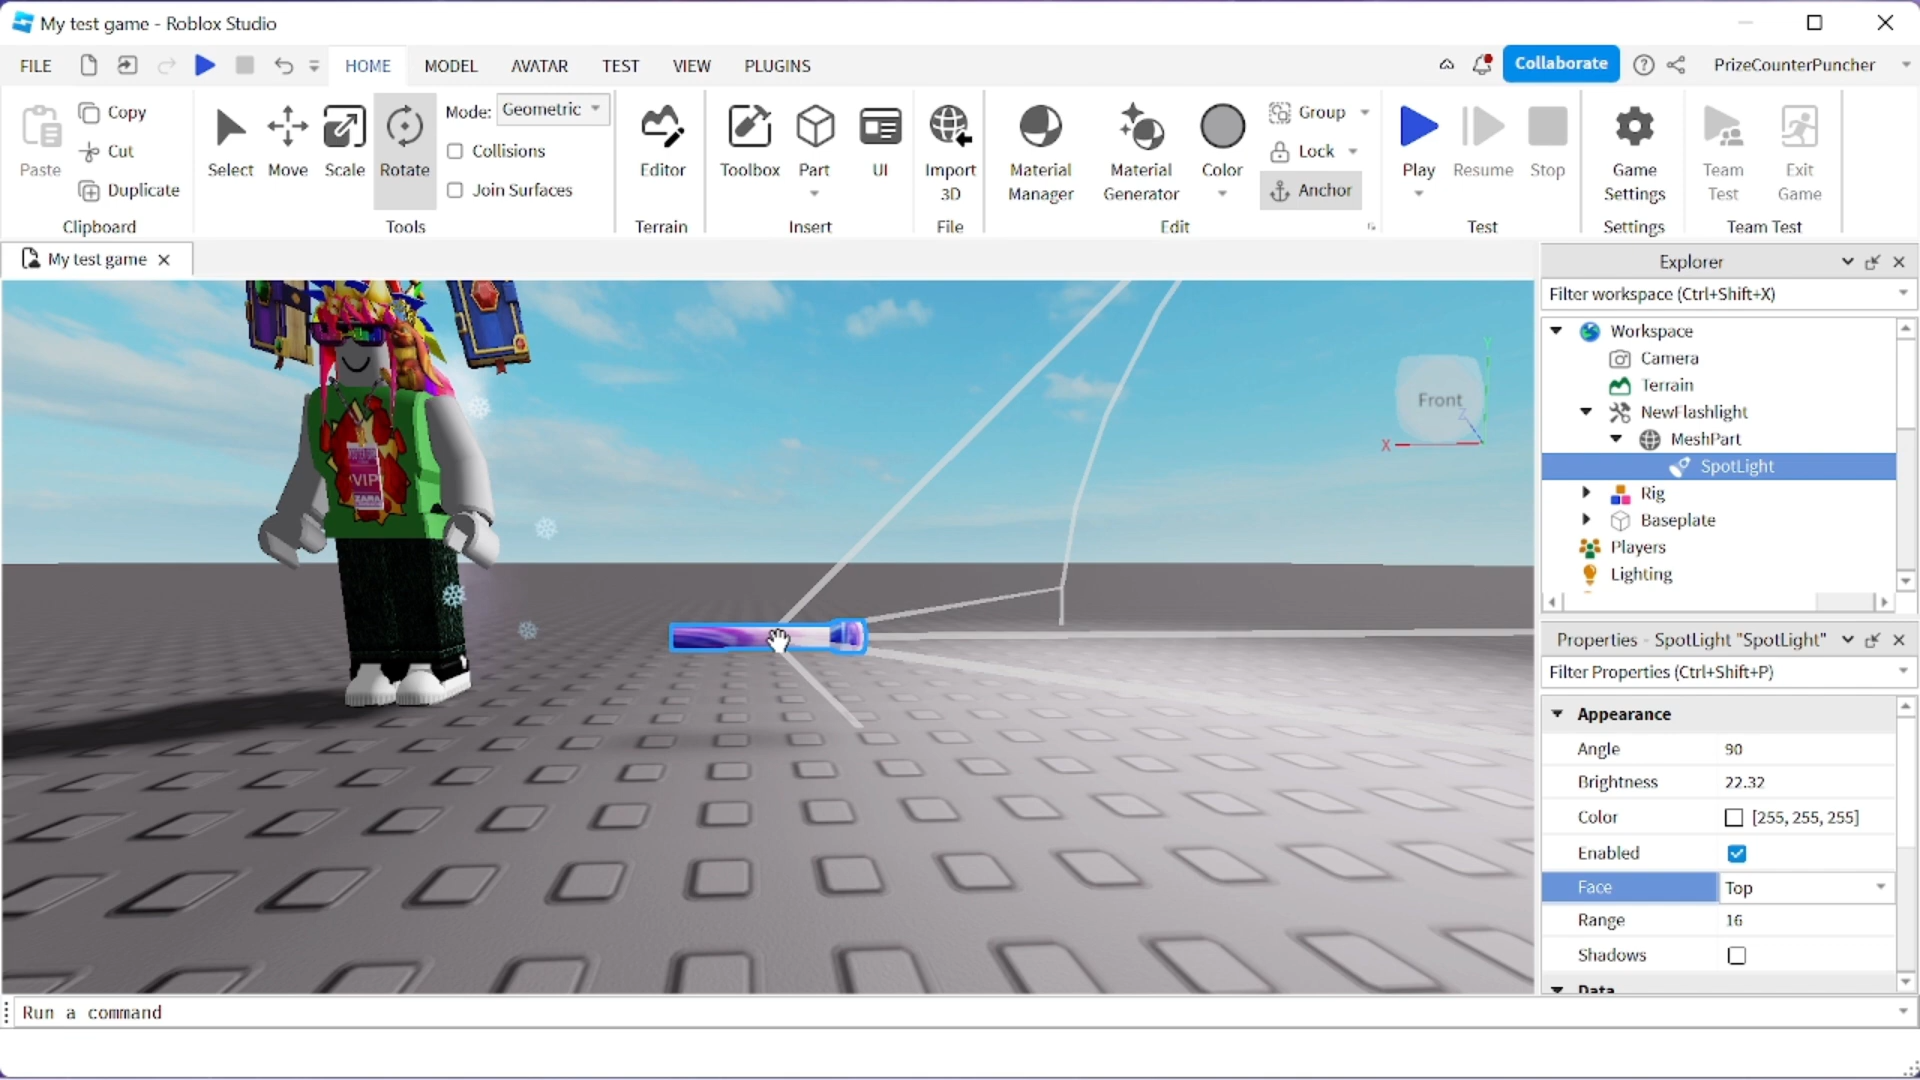 My test game - Roblox Studio
FILE HOME MODEL AVATAR TEST VIEW PLUGINS Collaborate PrizeCounterPuncher
Paste Copy Cut Duplicate
Clipboard
Select Move Scale Rotate Mode: Geometric
Collisions
Join Surfaces
Tools
Editor
Terrain
Toolbox Part UI
Insert
Import 3D
File
Material Manager Material Generator Color Group
Lock
Anchor
Edit
Play Resume Stop
Test
Game Settings
Settings
Team Test Exit Game
Team Test
My test game
VIP
Front
X
Y
Z
Explorer
Filter workspace (Ctrl+Shift+X)
Workspace
Camera
Terrain
NewFlashlight
MeshPart
SpotLight
Rig
Baseplate
Players
Lighting
Properties - SpotLight "SpotLight"
Filter Properties (Ctrl+Shift+P)
Appearance
Angle 90
Brightness 22.32
Color [255, 255, 255]
Enabled
Face Top
Range 16
Shadows
Data
Run a command